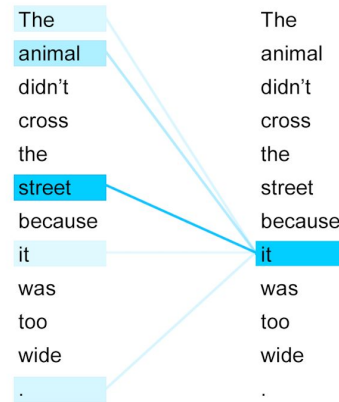 The
animal
didn't
cross
the
street
because
it
was
too
wide
.
The
animal
didn't
cross
the
street
because
it
was
too
wide
.